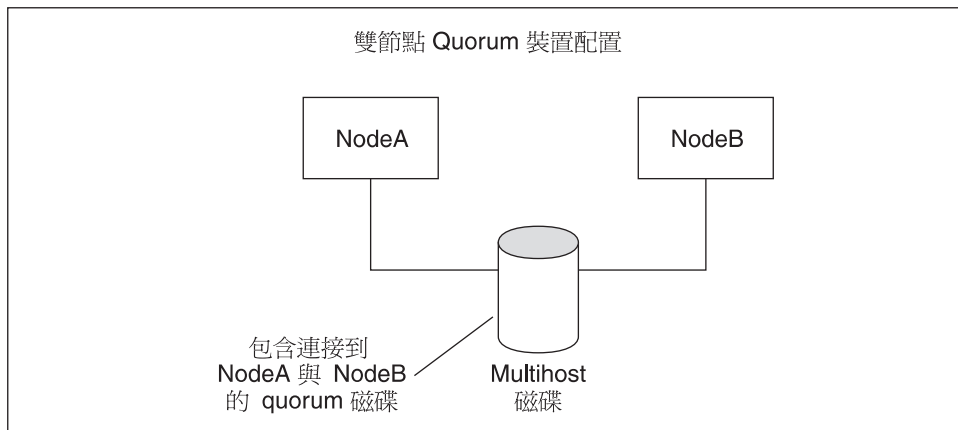 雙節點 Quorum 裝置配置
NodeA
NodeB
包含連接到
NodeA 與 NodeB
的 quorum 磁碟
Multihost
磁碟